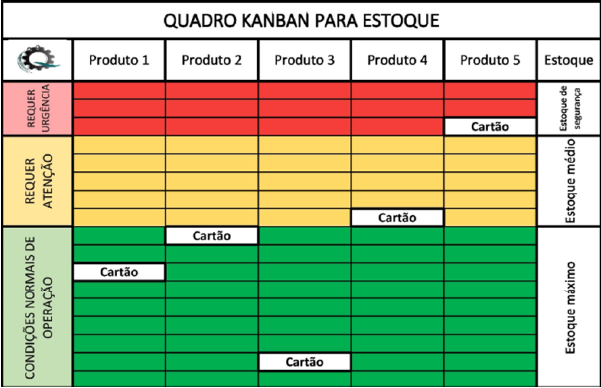 QUADRO KANBAN PARA ESTOQUE
Produto 1
Produto 2
Produto 3
Produto 4
Produto 5
Estoque
REQUER
URGÊNCIA
Cartão
Estoque de
segurança
REQUER
ATENÇÃO
Cartão
Estoque médio
CONDIÇÕES NORMAIS DE
OPERAÇÃO
Cartão
Cartão
Cartão
Estoque máximo